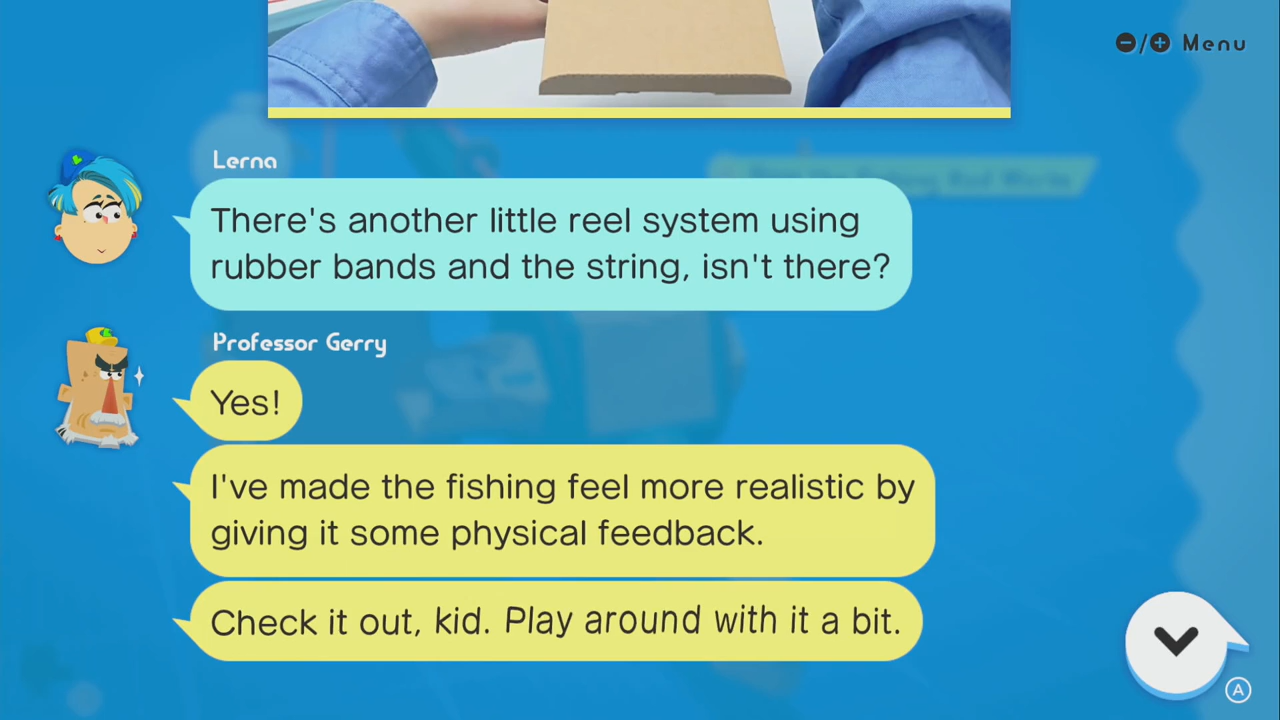 −/+ Menu
Lerna
There's another little reel system using
rubber bands and the string, isn't there?
Professor Gerry
Yes!
I've made the fishing feel more realistic by
giving it some physical feedback.
Check it out, kid. Play around with it a bit.
A